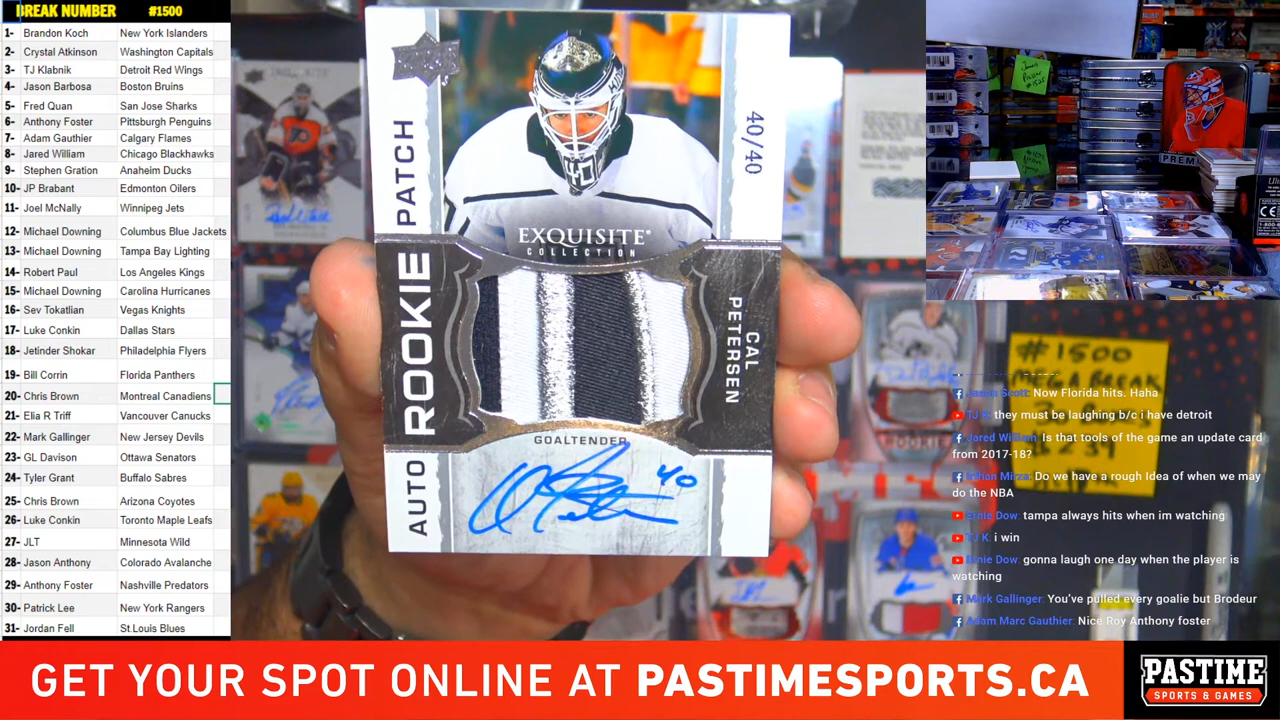 BREAK NUMBER #1500
1- Brandon Koch New York Islanders
2- Crystal Atkinson Washington Capitals
3- TJ Klabnik Detroit Red Wings
4- Jason Barbosa Boston Bruins
5- Fred Quan San Jose Sharks
6- Anthony Foster Pittsburgh Penguins
7- Adam Gauthier Calgary Flames
8- Jared William Chicago Blackhawks
9- Stephen Gration Anaheim Ducks
10- JP Brabant Edmonton Oilers
11- Joel McNally Winnipeg Jets
12- Michael Downing Columbus Blue Jackets
13- Michael Downing Tampa Bay Lighting
14- Robert Paul Los Angeles Kings
15- Michael Downing Carolina Hurricanes
16- Sev Tokatlian Vegas Knights
17- Luke Conkin Dallas Stars
18- Jetinder Shokar Philadelphia Flyers
19- Bill Corrin Florida Panthers
20- Chris Brown Montreal Canadiens
21- Elia R Triff Vancouver Canucks
22- Mark Gallinger New Jersey Devils
23- GL Davison Ottawa Senators
24- Tyler Grant Buffalo Sabres
25- Chris Brown Arizona Coyotes
26- Luke Conkin Toronto Maple Leafs
27- JLT Minnesota Wild
28- Jason Anthony Colorado Avalanche
29- Anthony Foster Nashville Predators
30- Patrick Lee New York Rangers
31- Jordan Fell St.Louis Blues
AUTO ROOKIE PATCH
40/40
EXQUISITE
COLLECTION
CAL
PETERSEN
GOALTENDER
40
PREM
#1500
Now Florida hits. Haha
TJ K: they must be laughing b/c i have detroit
Jared William: Is that tools of the game an update card
from 2017-18?
Do we have a rough Idea of when we may
do the NBA
Ernie Dow: tampa always hits when im watching
TJ K: i win
Ernie Dow: gonna laugh one day when the player is
watching
Mark Gallinger: You've pulled every goalie but Brodeur
Adam Marc Gauthier: Nice Roy Anthony foster
GET YOUR SPOT ONLINE AT PASTIMESPORTS.CA
PASTIME
SPORTS & GAMES